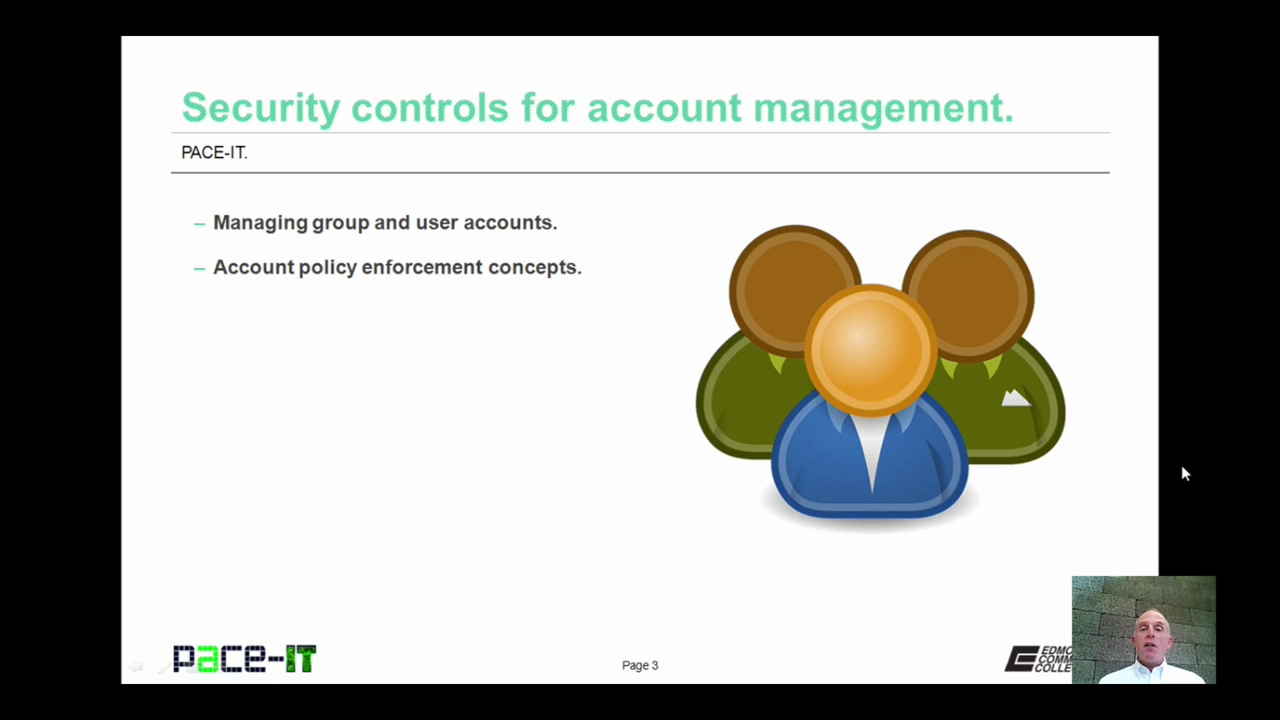 Security controls for account management.
PACE-IT.
– Managing group and user accounts.
– Account policy enforcement concepts.
pace-IT
Page 3